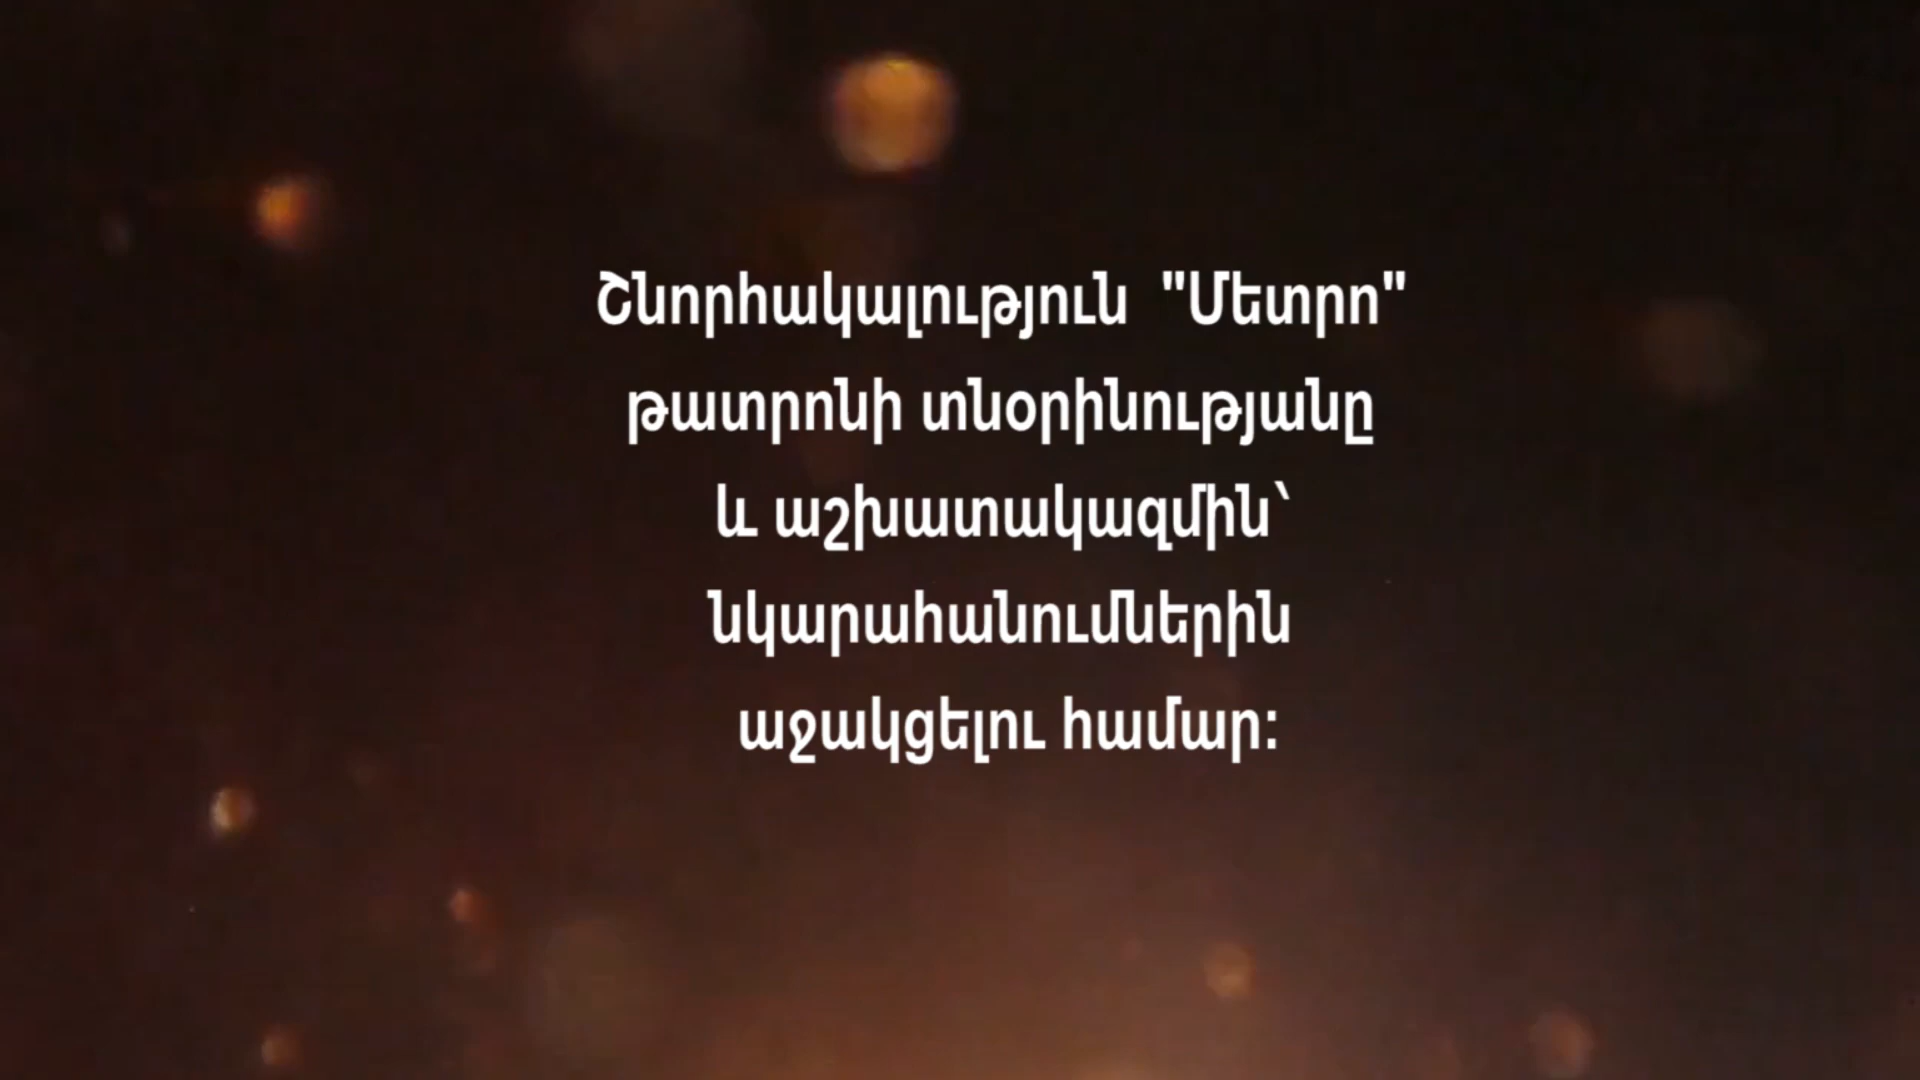 Շնորհակալություն "Մետրո"
թատրոնի տնօրինությանը
և աշխատակազմին՝
նկարահանումներին
աջակցելու համար: